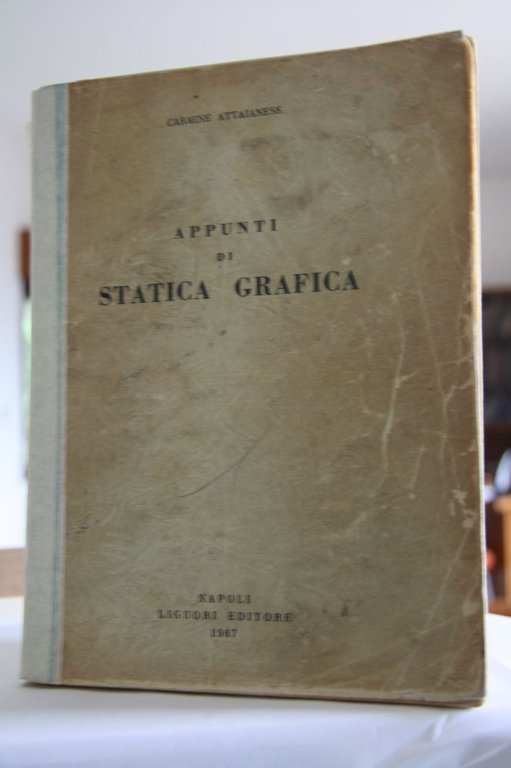 CARMINE ATTAIANESE
APPUNTI
DI
STATICA GRAFICA
NAPOLI
LIGUORI EDITORE
1967